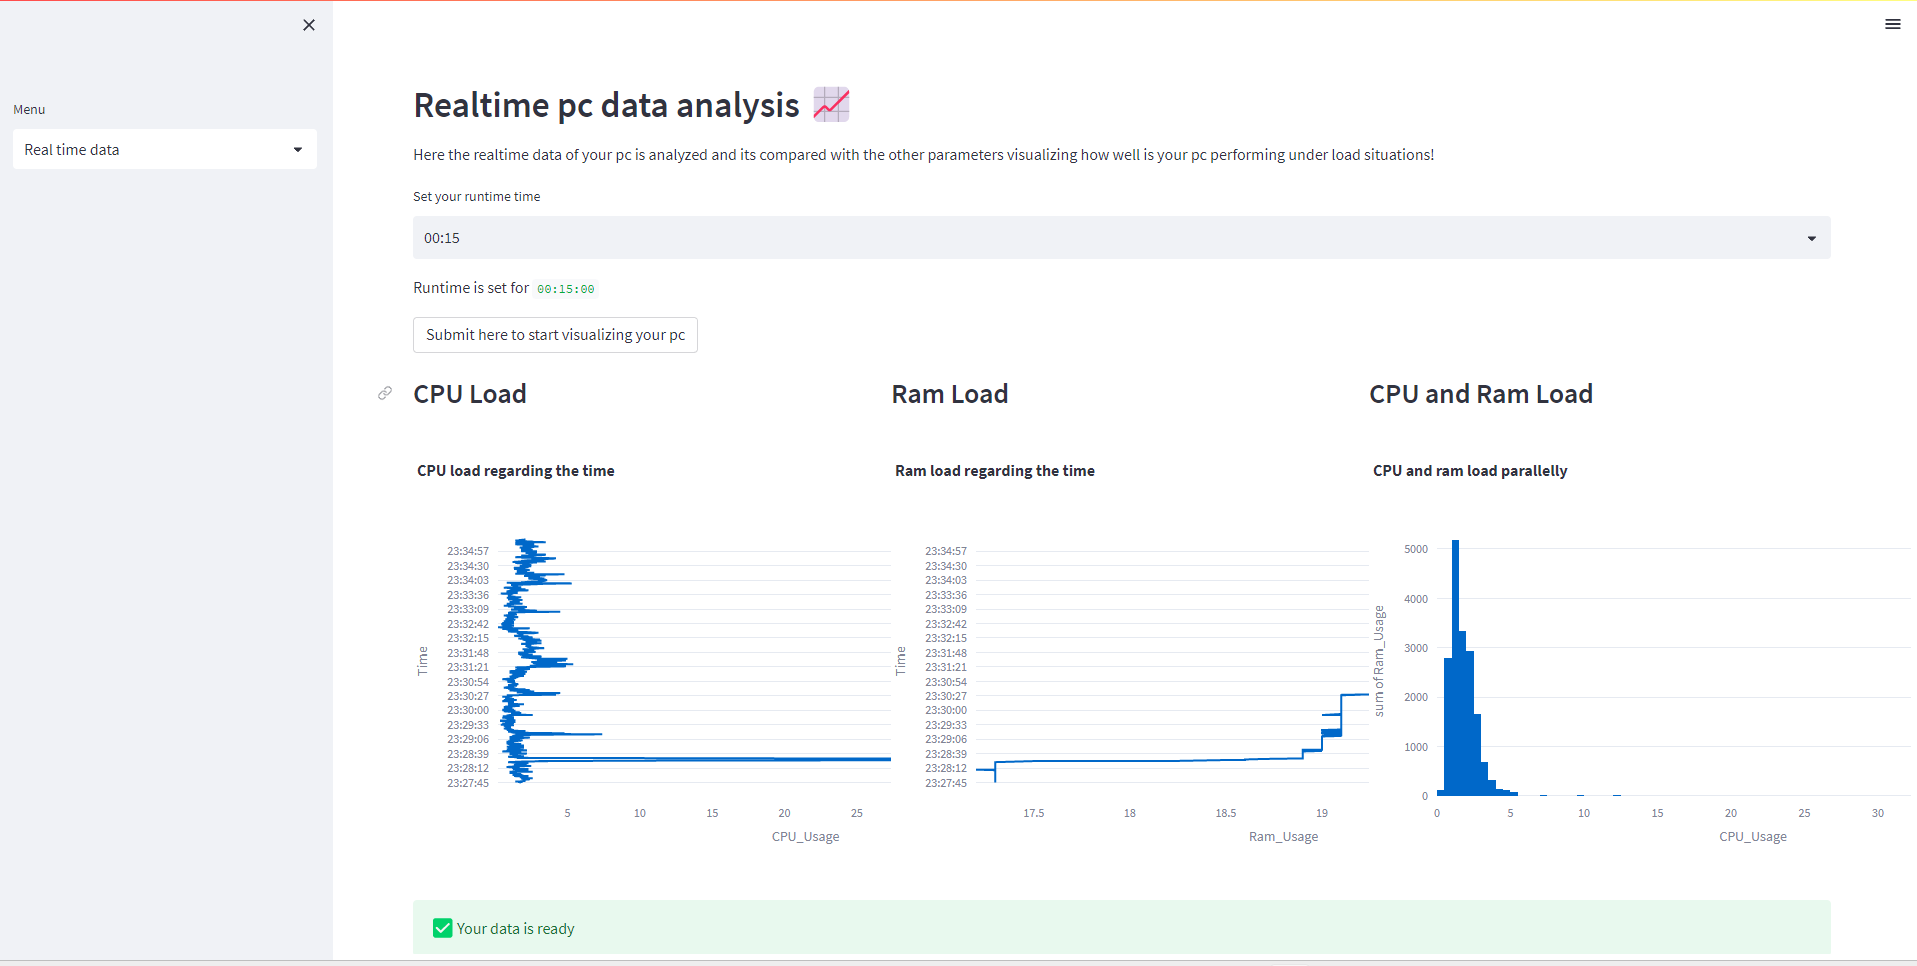 Menu
Real time data
Realtime pc data analysis
Here the realtime data of your pc is analyzed and its compared with the other parameters visualizing how well is your pc performing under load situations!
Set your runtime time
00:15
Runtime is set for 00:15:00
Submit here to start visualizing your pc
CPU Load
Ram Load
CPU and Ram Load
CPU load regarding the time
23:34:57
23:34:30
23:34:03
23:33:36
23:33:09
23:32:42
23:32:15
23:31:48
23:31:21
23:30:54
23:30:27
23:30:00
23:29:33
23:29:06
23:28:39
23:28:12
23:27:45
Time
5 10 15 20 25
CPU_Usage
Ram load regarding the time
23:34:57
23:34:30
23:34:03
23:33:36
23:33:09
23:32:42
23:32:15
23:31:48
23:31:21
23:30:54
23:30:27
23:30:00
23:29:33
23:29:06
23:28:39
23:28:12
23:27:45
Time
17.5 18 18.5 19
Ram_Usage
CPU and ram load parallelly
5000
4000
3000
2000
1000
0
sum of Ram_Usage
0 5 10 15 20 25 30
CPU_Usage
Your data is ready